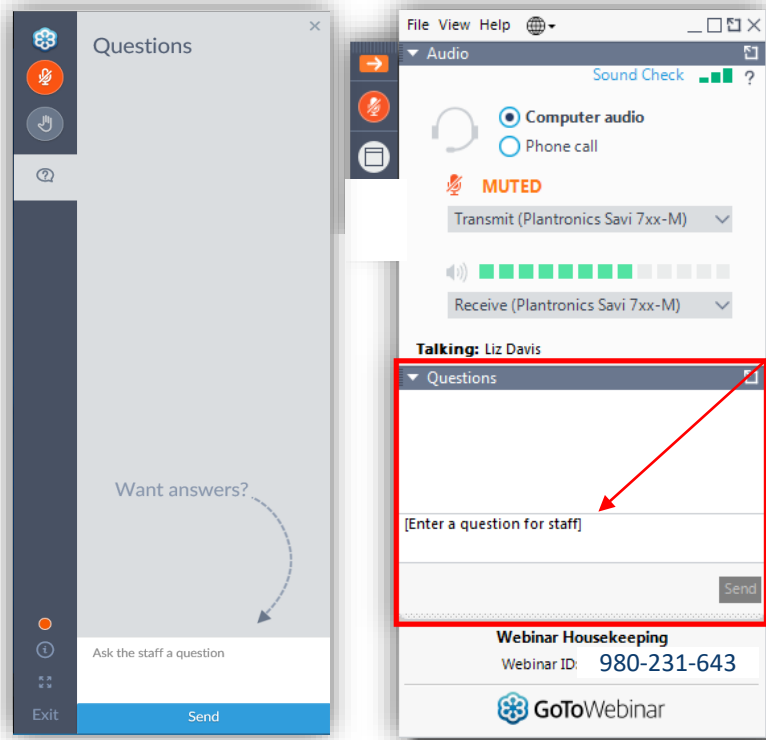 Questions
Want answers?
Ask the staff a question
Exit
Send
File View Help
Audio
Sound Check
?
Computer audio
Phone call
MUTED
Transmit (Plantronics Savi 7xx-M)
Receive (Plantronics Savi 7xx-M)
Talking: Liz Davis
Questions
[Enter a question for staff]
Send
Webinar Housekeeping
Webinar ID: 980-231-643
GoToWebinar